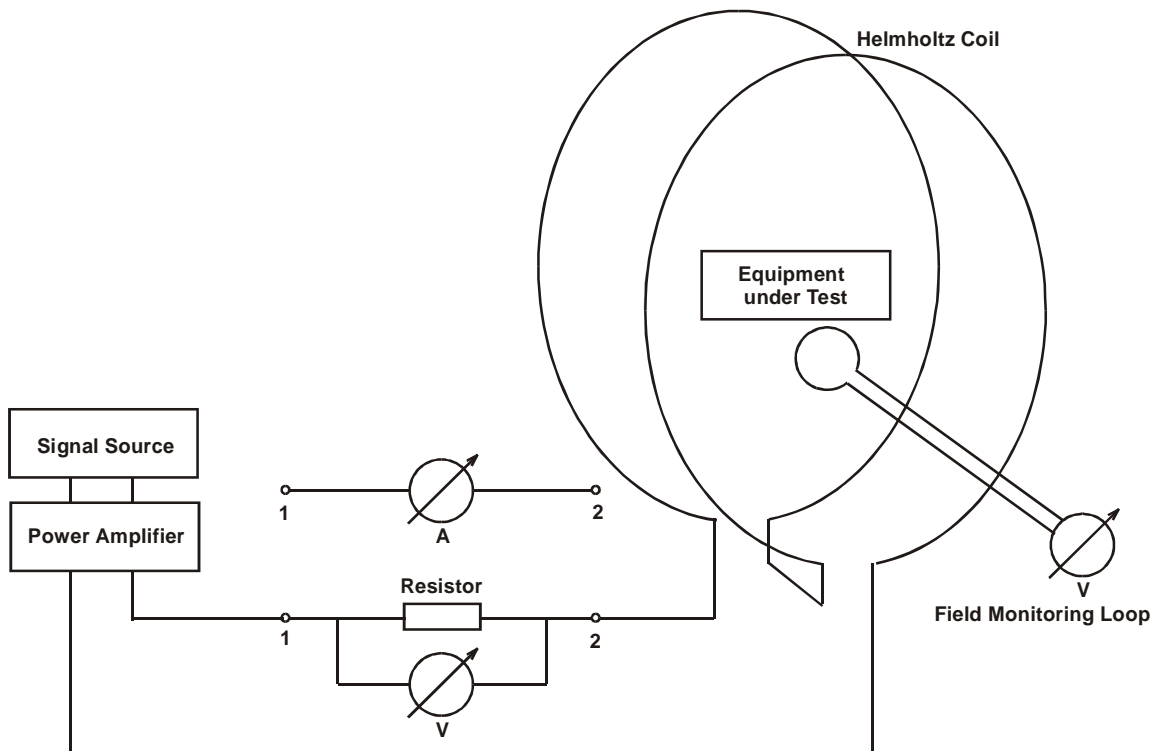 Helmholtz Coil
Equipment
under Test
Signal Source
Power Amplifier
1
2
A
Resistor
1
2
V
V
Field Monitoring Loop